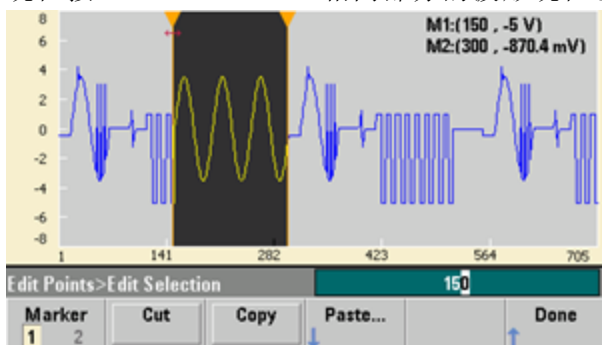 M1:(150 , -5 V)
M2:(300 , -870.4 mV)
8
6
4
2
0
-2
-4
-6
-8
1 141 282 423 564 705
Edit Points>Edit Selection 150
Marker Cut Copy Paste... Done
1 2